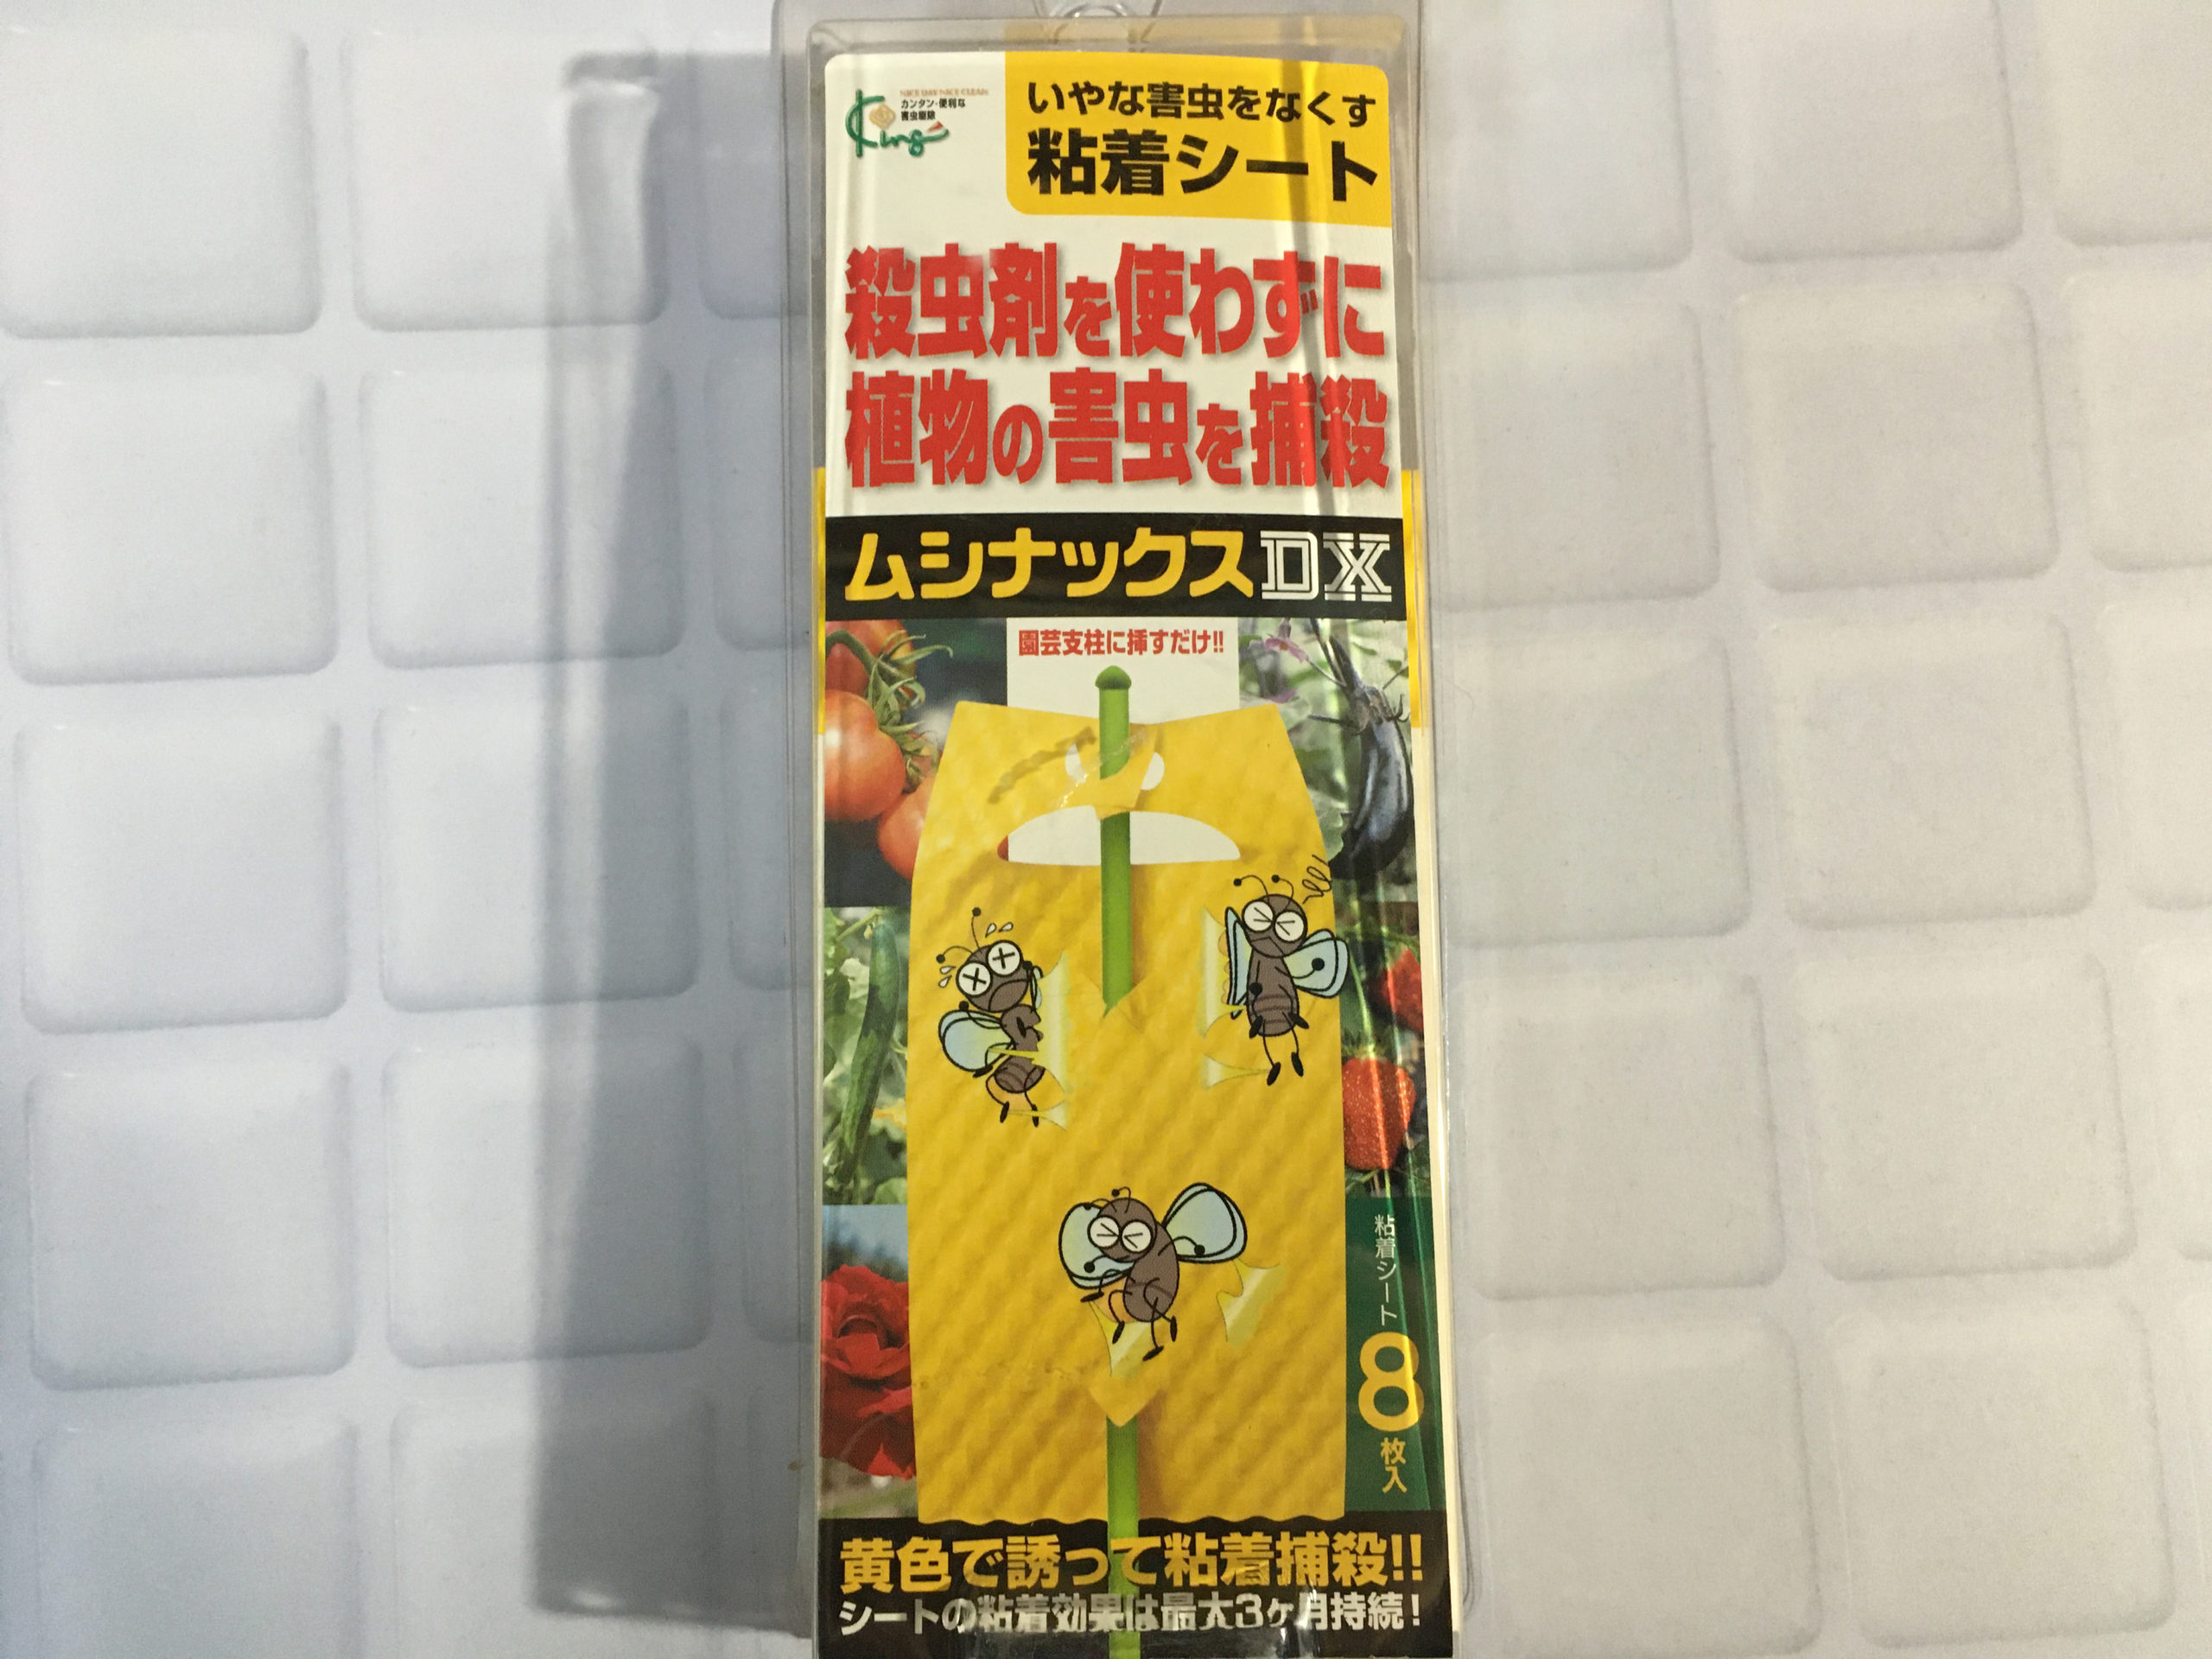 カンタン・便利な
害虫駆除
King
いやな害虫をなくす
粘着シート
殺虫剤を使わずに
植物の害虫を捕殺
ムシナックスDX
園芸支柱に挿すだけ!!
粘着シート
8
枚入
黄色で誘って粘着捕殺!!
シートの粘着効果は最大3ヶ月持続!